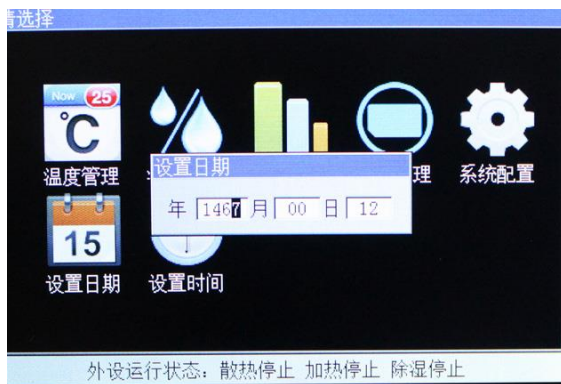 请选择
Now 25
℃
温度管理
理
系统配置
设置日期
年 1467 月 00 日 12
15
设置日期
设置时间
外设运行状态: 散热停止 加热停止 除湿停止